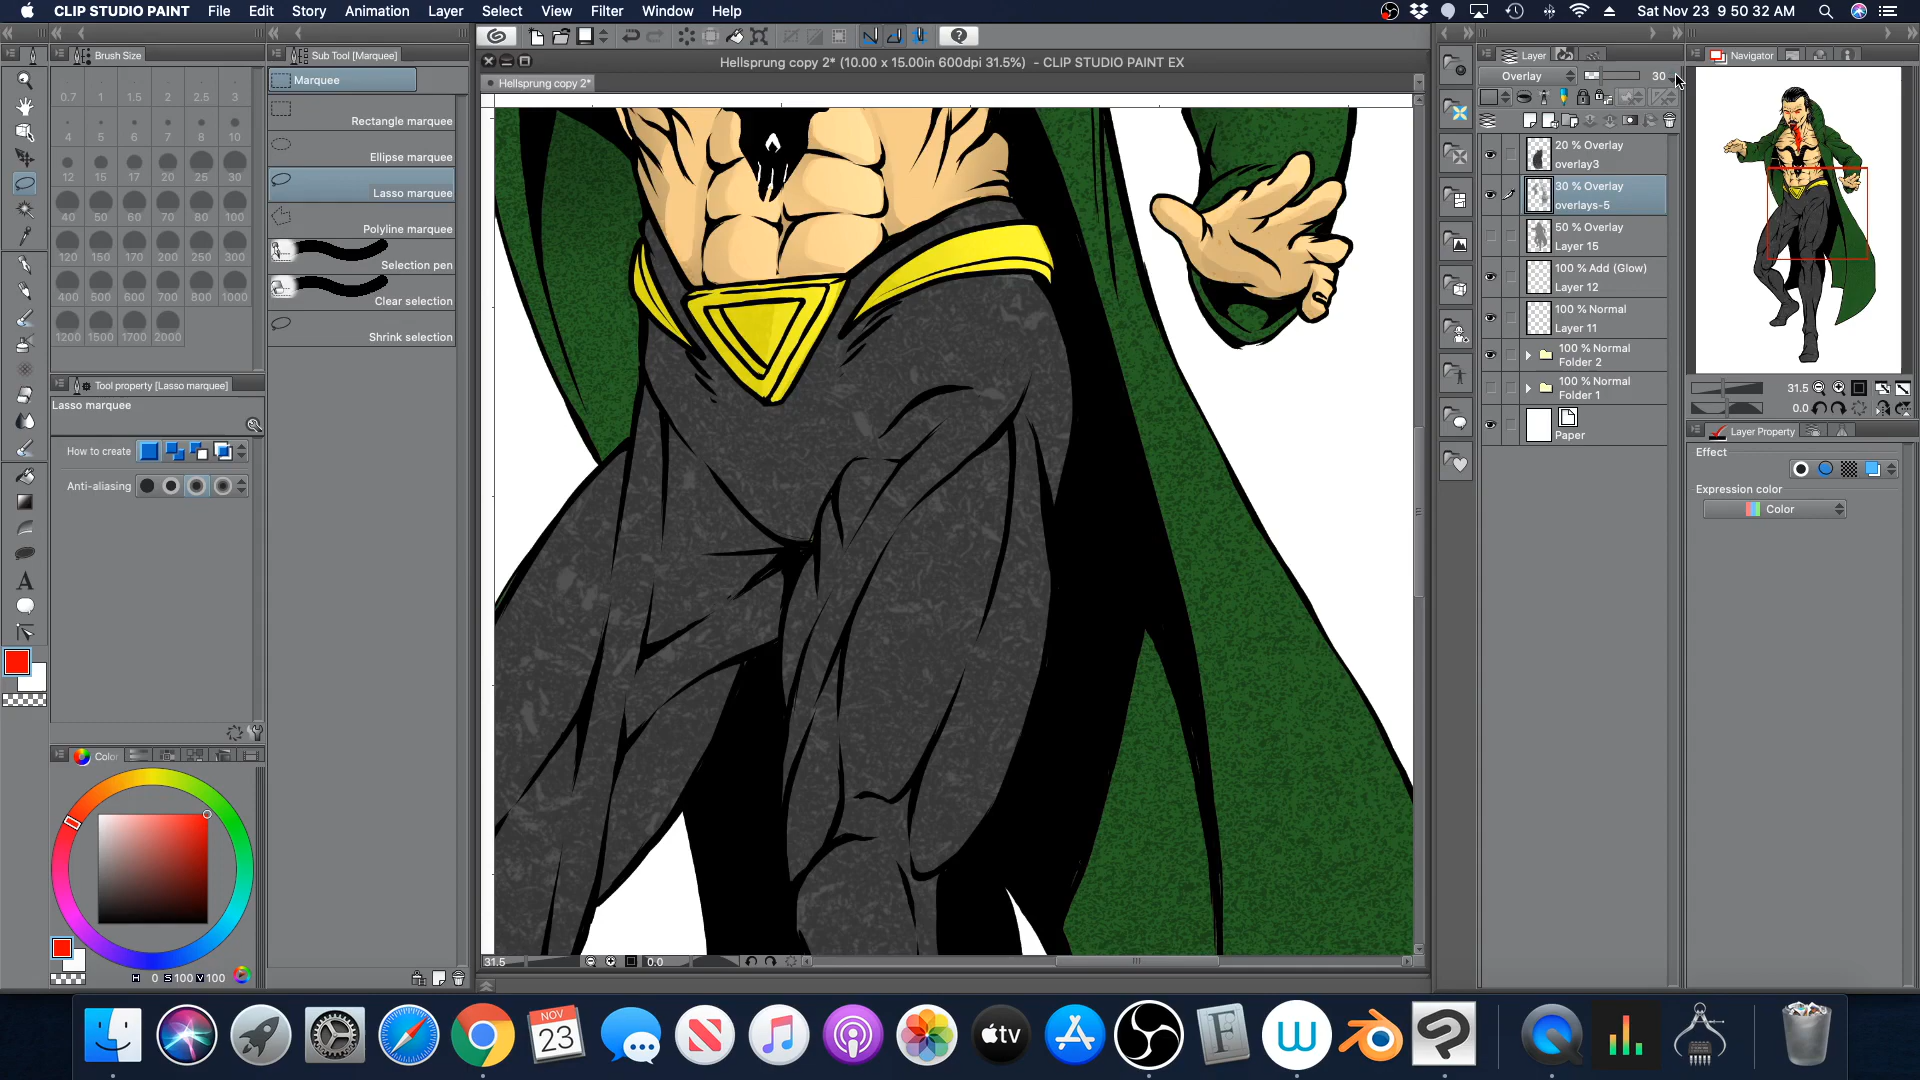 CLIP STUDIO PAINT File Edit Story Animation Layer Select View Filter Window Help
Sat Nov 23 9 50 32 AM
Brush Size
Sub Tool [Marquee]
Marquee
Rectangle marquee
Ellipse marquee
Lasso marquee
Polyline marquee
Selection pen
Clear selection
Shrink selection
0.7 1 1.5 2 2.5 3
4 5 6 7 8 10
12 15 17 20 25 30
40 50 60 70 80 100
120 150 170 200 250 300
400 500 600 700 800 1000
1200 1500 1700 2000
Tool property [Lasso marquee]
Lasso marquee
How to create
Anti-aliasing
Color
H 0 S 100 V 100
Hellsprung copy 2* (10.00 x 15.00in 600dpi 31.5%) - CLIP STUDIO PAINT EX
Hellsprung copy 2*
31.5
0.0
Layer
Overlay
30
20 % Overlay
overlay3
30 % Overlay
overlays-5
50 % Overlay
Layer 15
100 % Add (Glow)
Layer 12
100 % Normal
Layer 11
100 % Normal
Folder 2
100 % Normal
Folder 1
Paper
Navigator
31.5
0.0
Layer Property
Effect
Expression color
Color
NOV
23
tv